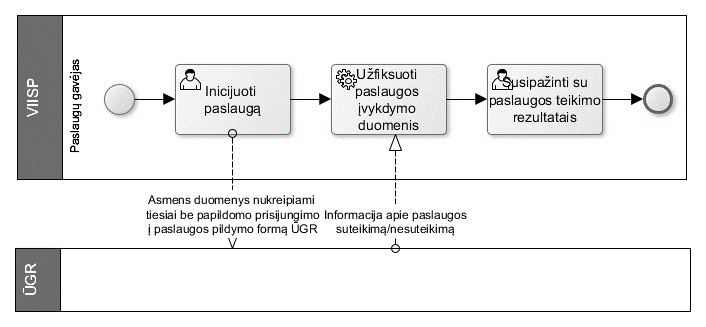 VIISP
Paslaugų gavėjas
Inicijuoti
paslaugą
Užfiksuoti
paslaugos
įvykdymo
duomenis
Susipažinti su
paslaugos teikimo
rezultatais
Asmens duomenys nukreipiami
tiesiai be papildomo prisijungimo
į paslaugos pildymo formą ŪGR
Informacija apie paslaugos
suteikimą/nesuteikimą
ŪGR